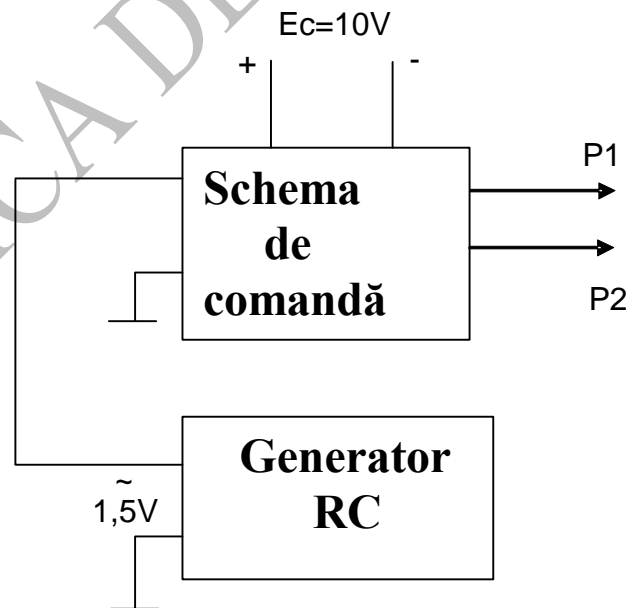 Ec=10V
+ -
P1
Schema
de
comandă
P2
Generator
RC
~
1,5V